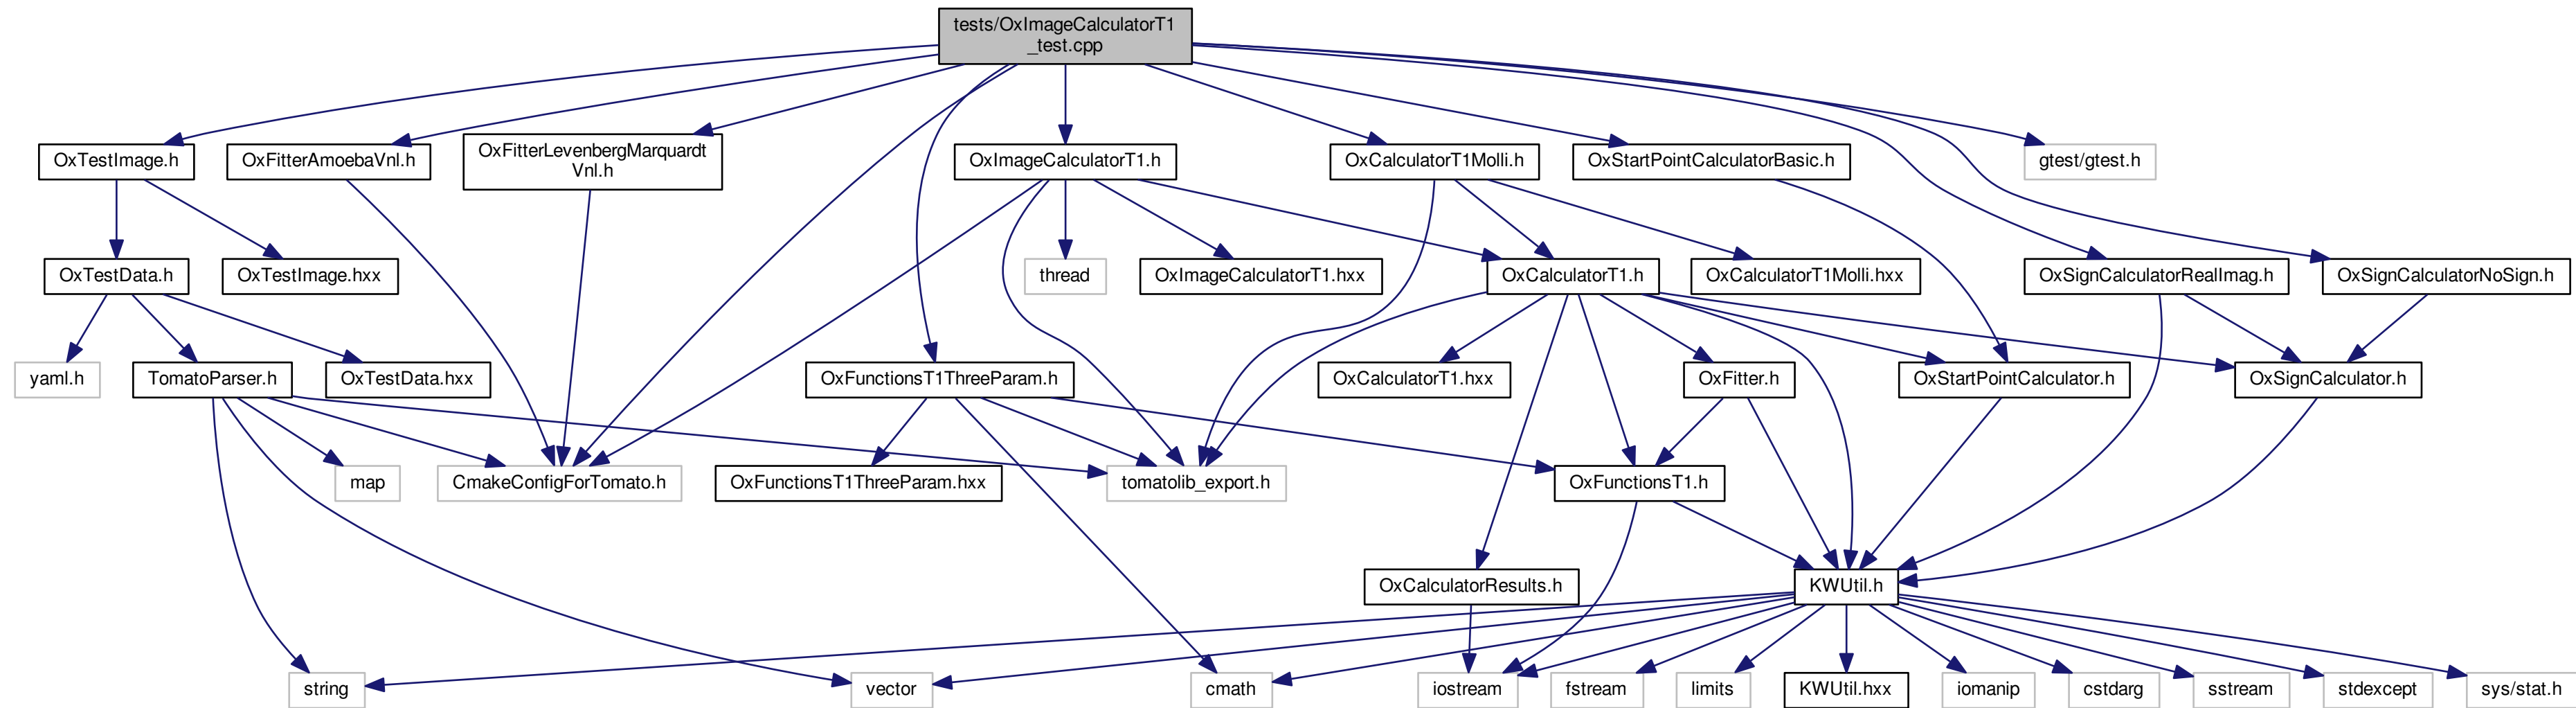 tests/OxImageCalculatorT1
_test.cpp
OxTestImage.h
OxFitterAmoebaVnl.h
OxFitterLevenbergMarquardt
Vnl.h
OxImageCalculatorT1.h
OxCalculatorT1Molli.h
OxStartPointCalculatorBasic.h
gtest/gtest.h
OxTestData.h
OxTestImage.hxx
thread
OxImageCalculatorT1.hxx
OxCalculatorT1.h
OxCalculatorT1Molli.hxx
OxSignCalculatorRealImag.h
OxSignCalculatorNoSign.h
yaml.h
TomatoParser.h
OxTestData.hxx
OxFunctionsT1ThreeParam.h
OxCalculatorT1.hxx
OxFitter.h
OxStartPointCalculator.h
OxSignCalculator.h
map
CmakeConfigForTomato.h
OxFunctionsT1ThreeParam.hxx
tomatolib_export.h
OxFunctionsT1.h
OxCalculatorResults.h
KWUtil.h
string
vector
cmath
iostream
fstream
limits
KWUtil.hxx
iomanip
cstdarg
sstream
stdexcept
sys/stat.h